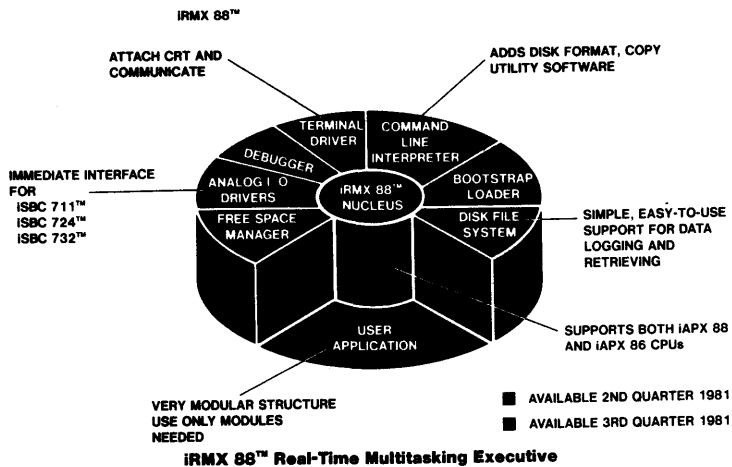 iRMX 88™
ATTACH CRT AND
COMMUNICATE
ADDS DISK FORMAT, COPY
UTILITY SOFTWARE
TERMINAL
DRIVER
COMMAND
LINE
INTERPRETER
DEBUGGER
BOOTSTRAP
LOADER
ANALOG I O
DRIVERS
iRMX 88™
NUCLEUS
IMMEDIATE INTERFACE
FOR
iSBC 711™
iSBC 724™
iSBC 732™
FREE SPACE
MANAGER
DISK FILE
SYSTEM
SIMPLE, EASY-TO-USE
SUPPORT FOR DATA
LOGGING AND
RETRIEVING
USER
APPLICATION
SUPPORTS BOTH iAPX 88
AND iAPX 86 CPUs
VERY MODULAR STRUCTURE
USE ONLY MODULES
NEEDED
AVAILABLE 2ND QUARTER 1981
AVAILABLE 3RD QUARTER 1981
iRMX 88™ Real-Time Multitasking Executive